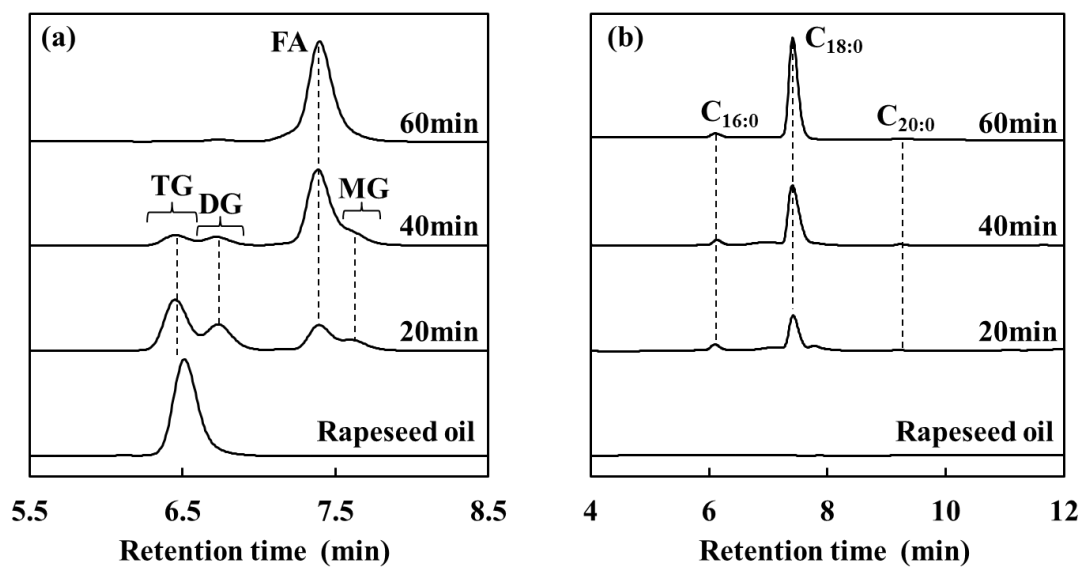 (a)
FA
60min
TG
DG
MG
40min
20min
Rapeseed oil
5.5 6.5 7.5 8.5
Retention time (min)
(b)
C18:0
C16:0
C20:0
60min
40min
20min
Rapeseed oil
4 6 8 10 12
Retention time (min)